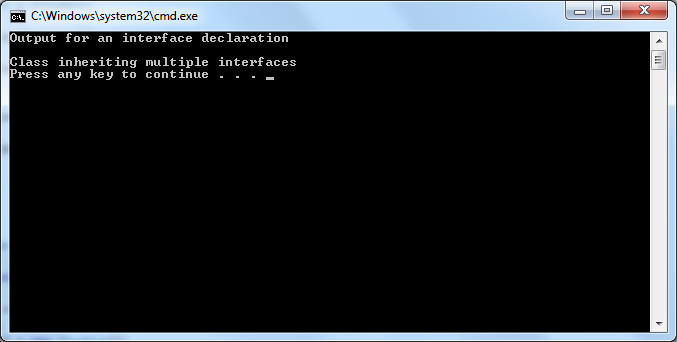 C:\Windows\system32\cmd.exe
Output for an interface declaration
Class inheriting multiple interfaces
Press any key to continue . . .